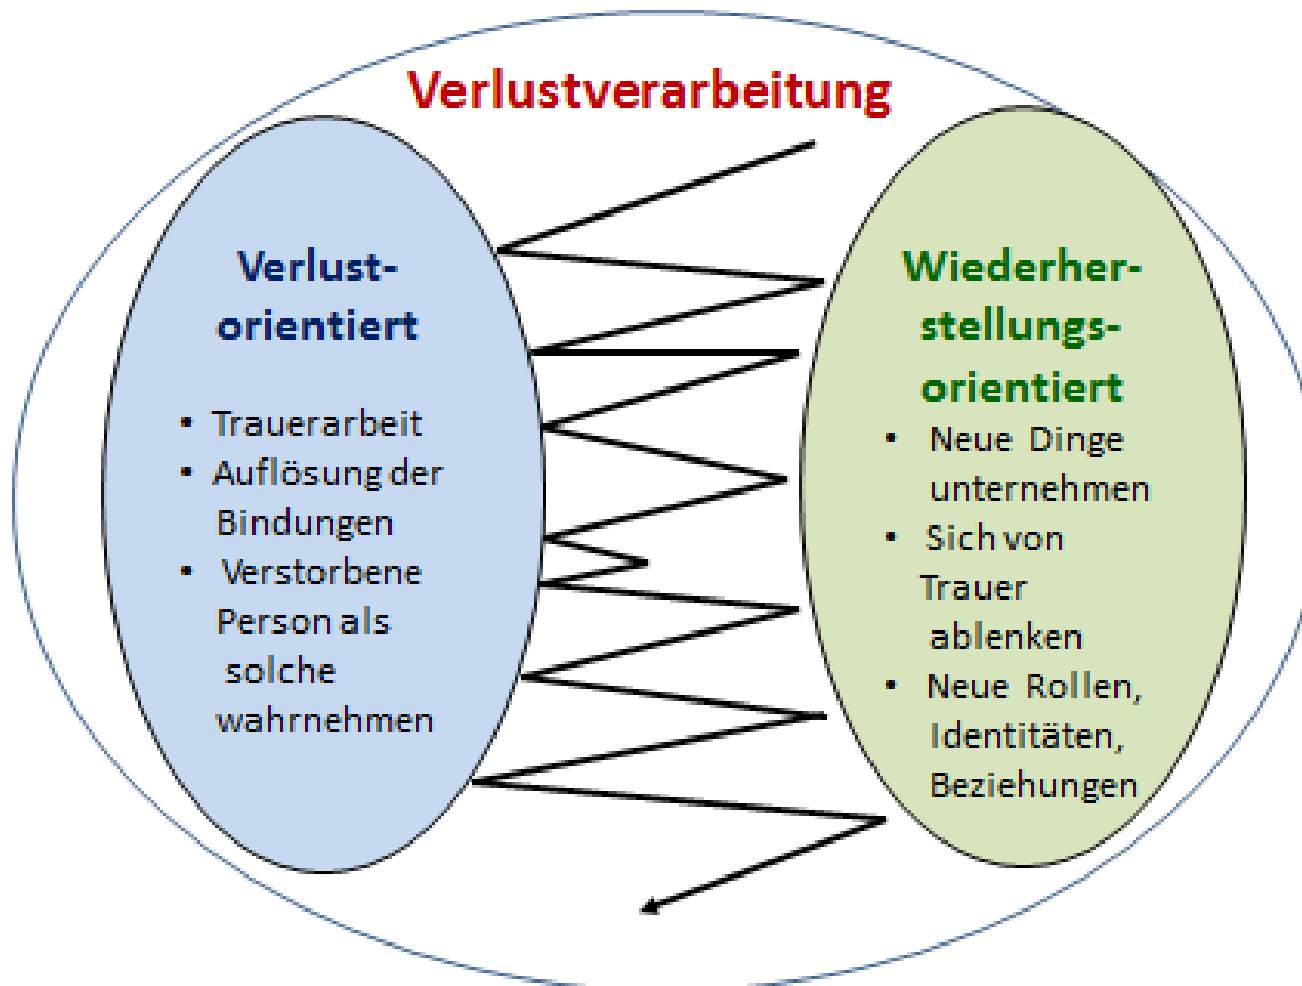 Verlustverarbeitung
Verlust-
orientiert
• Trauerarbeit
• Auflösung der
Bindungen
• Verstorbene
Person als
solche
wahrnehmen
Wiederher-
stellungs-
orientiert
• Neue Dinge
unternehmen
• Sich von
Trauer
ablenken
• Neue Rollen,
Identitäten,
Beziehungen